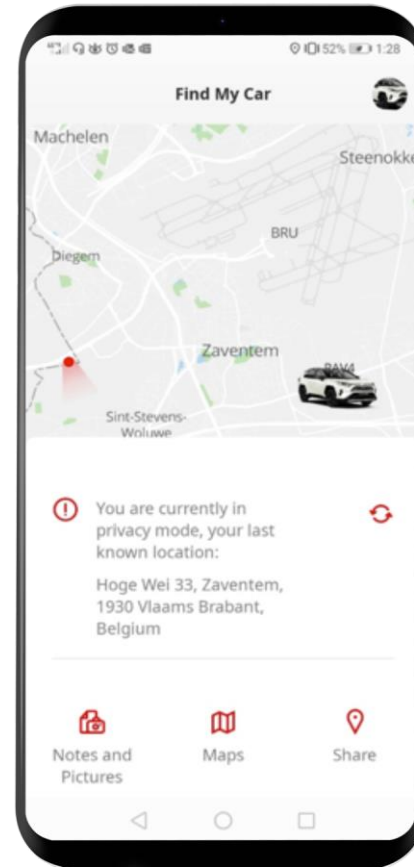 52% 1:28
Find My Car
Machelen
Steenokke
BRU
Diegem
Zaventem
RAV4
Sint-Stevens-
Woluwe
You are currently in
privacy mode, your last
known location:
Hoge Wei 33, Zaventem,
1930 Vlaams Brabant,
Belgium
Notes and
Pictures
Maps
Share